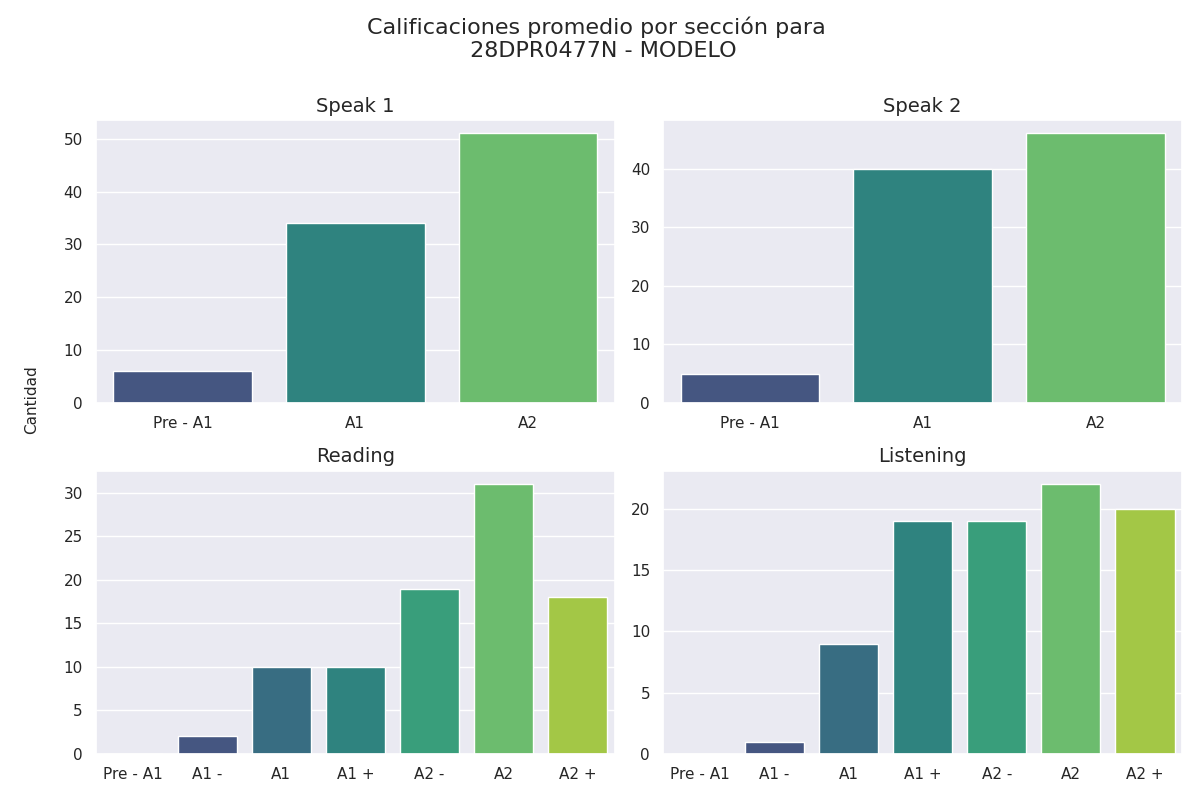 Calificaciones promedio por sección para
28DPR0477N - MODELO
Cantidad
Speak 1
50
40
30
20
10
0
Pre - A1 A1 A2
Speak 2
40
30
20
10
0
Pre - A1 A1 A2
Reading
30
25
20
15
10
5
0
Pre - A1 A1 - A1 A1 + A2 - A2 A2 +
Listening
20
15
10
5
0
Pre - A1 A1 - A1 A1 + A2 - A2 A2 +